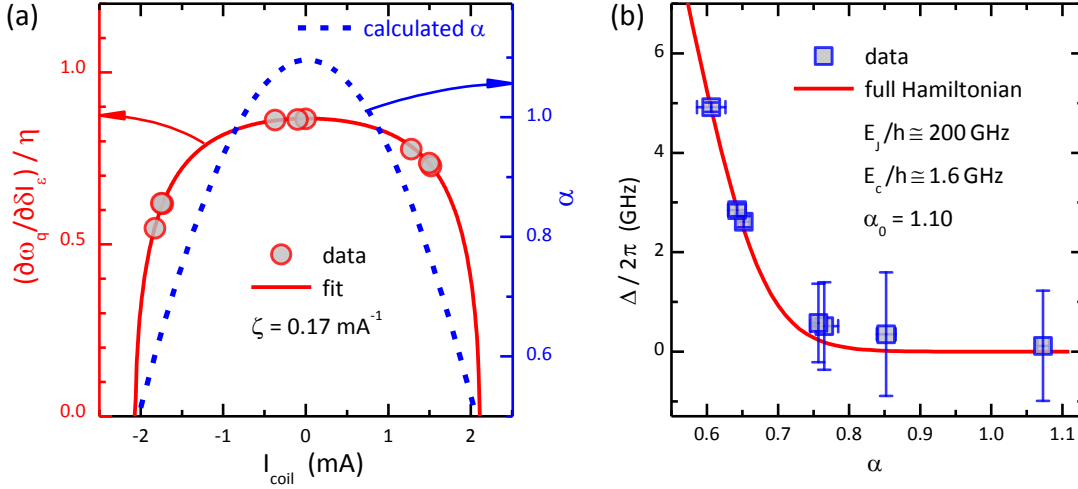 (a)
calculated α
(∂ω_q/∂δI_ε) / η
1.0
0.5
0.0
data
fit
ζ = 0.17 mA⁻¹
1.0
0.8
0.6
α
-2
-1
0
1
2
I_coil (mA)
(b)
Δ / 2π (GHz)
6
4
2
0
data
full Hamiltonian
E_J/h ≅ 200 GHz
E_c/h ≅ 1.6 GHz
α₀ = 1.10
0.6
0.7
0.8
0.9
1.0
1.1
α